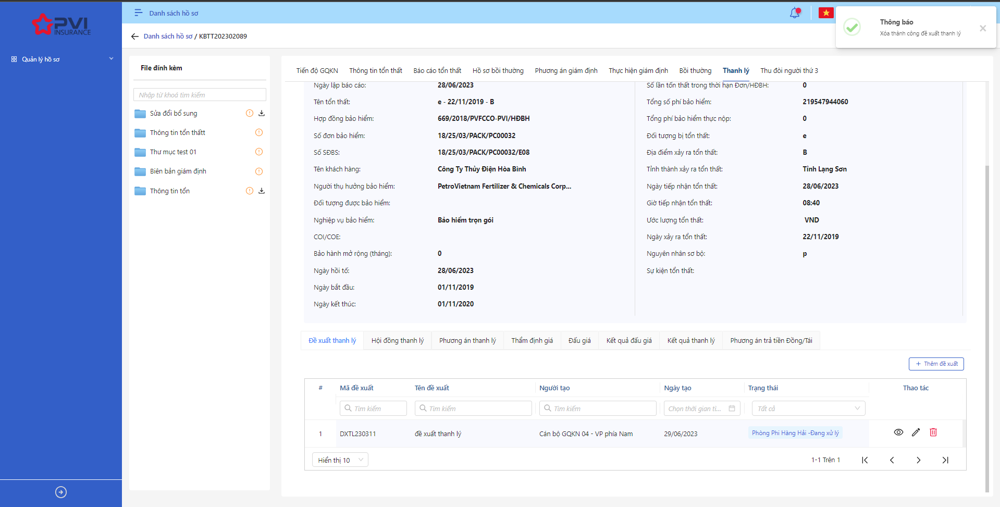 PVI
INSURANCE
Quản lý hồ sơ
Danh sách hồ sơ
Danh sách hồ sơ / KBTT202302089
Thông báo
Xóa thành công đề xuất thanh lý
File đính kèm
Nhập từ khoá tìm kiếm
Sửa đổi bổ sung
Thông tin tổn thấtt
Thư mục test 01
Biên bản giám định
Thông tin tổn
Tiến độ GQKN Thông tin tổn thất Báo cáo tổn thất Hồ sơ bồi thường Phương án giám định Thực hiện giám định Bồi thường Thanh lý Thu đòi người thứ 3
Ngày lập báo cáo: 28/06/2023
Tên tổn thất: e - 22/11/2019 - B
Hợp đồng bảo hiểm: 669/2018/PVFCCO-PVI/HĐBH
Số đơn bảo hiểm: 18/25/03/PACK/PC00032
Số SĐBS: 18/25/03/PACK/PC00032/E08
Tên khách hàng: Công Ty Thủy Điện Hòa Bình
Người thụ hưởng bảo hiểm: PetroVietnam Fertilizer & Chemicals Corp...
Đối tượng được bảo hiểm:
Nghiệp vụ bảo hiểm: Bảo hiểm trọn gói
COI/COE:
Bảo hành mở rộng (tháng): 0
Ngày hồi tố: 28/06/2023
Ngày bắt đầu: 01/11/2019
Ngày kết thúc: 01/11/2020
Số lần tổn thất trong thời hạn Đơn/HĐBH: 0
Tổng số phí bảo hiểm: 219547944060
Tổng phí bảo hiểm thực nộp: 0
Đối tượng bị tổn thất: e
Địa điểm xảy ra tổn thất: B
Tỉnh thành xảy ra tổn thất: Tỉnh Lạng Sơn
Ngày tiếp nhận tổn thất: 28/06/2023
Giờ tiếp nhận tổn thất: 08:40
Ước lượng tổn thất: VND
Ngày xảy ra tổn thất: 22/11/2019
Nguyên nhân sơ bộ: p
Sự kiện tổn thất:
Đề xuất thanh lý Hội đồng thanh lý Phương án thanh lý Thẩm định giá Đấu giá Kết quả đấu giá Kết quả thanh lý Phương án trả tiền Đồng/Tái
+ Thêm đề xuất
# Mã đề xuất Tên đề xuất Người tạo Ngày tạo Trạng thái Thao tác
Tìm kiếm Tìm kiếm Tìm kiếm Chọn thời gian tì... Tất cả
1 DXTL230311 đề xuất thanh lý Cán bộ GQKN 04 - VP phía Nam 29/06/2023 Phòng Phi Hàng Hải -Đang xử lý
Hiển thị 10 1-1 Trên 1